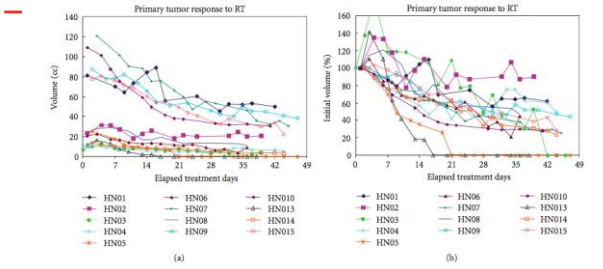 Primary tumor response to RT
140
120
100
80
60
40
20
0
Volume (cc)
0 7 14 21 28 35 42 49
Elapsed treatment days
HN01 HN06 HN010
HN02 HN07 HN013
HN03 HN08 HN014
HN04 HN09 HN015
HN05
(a)
Primary tumor response to RT
160
140
120
100
80
60
40
20
0
Initial volume (%)
0 7 14 21 28 35 42 49
Elapsed treatment days
HN01 HN06 HN010
HN02 HN07 HN013
HN03 HN08 HN014
HN04 HN09 HN015
HN05
(b)